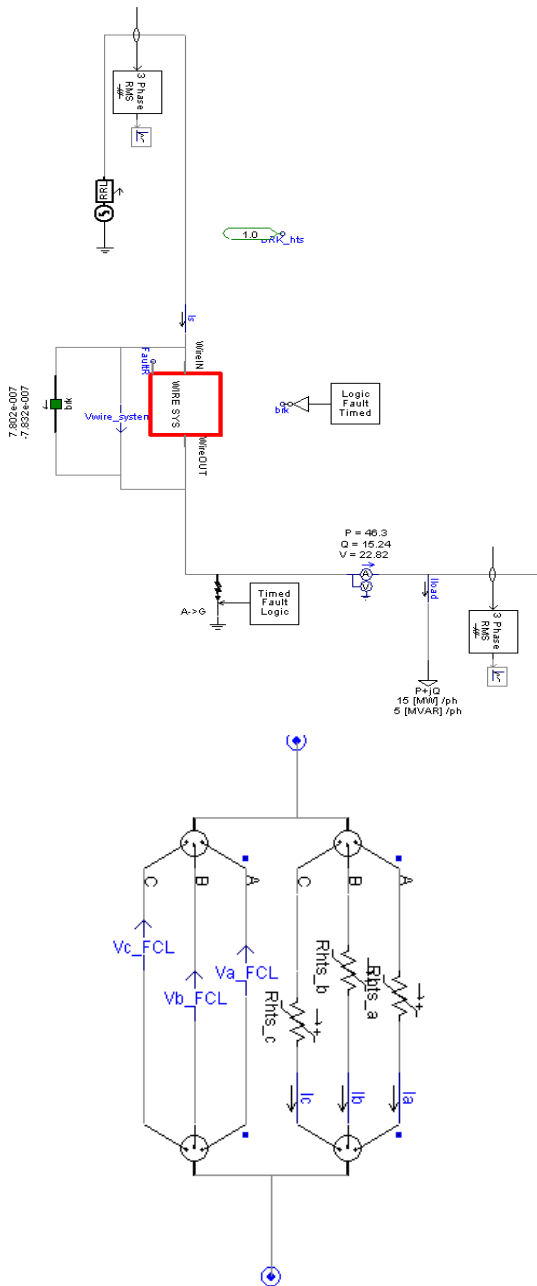 3 Phase
RMS
RRL
1.0
BRK_hts
Is
WireIN
FaultR
WIRE SYS
WireOUT
Vwire_system
brk
7.802e-007
-7.832e-007
brk
Logic
Fault
Timed
P = 46.3
Q = 15.24
V = 22.82
A
V
Iload
3 Phase
RMS
A->G
Timed
Fault
Logic
P+jQ
15 [MW] /ph
5 [MVAR] /ph
C
B
A
C
B
A
Vc_FCL
Vb_FCL
Va_FCL
Rhts_c
Rhts_b
Rhts_a
+
+
+
Ic
Ib
Ia